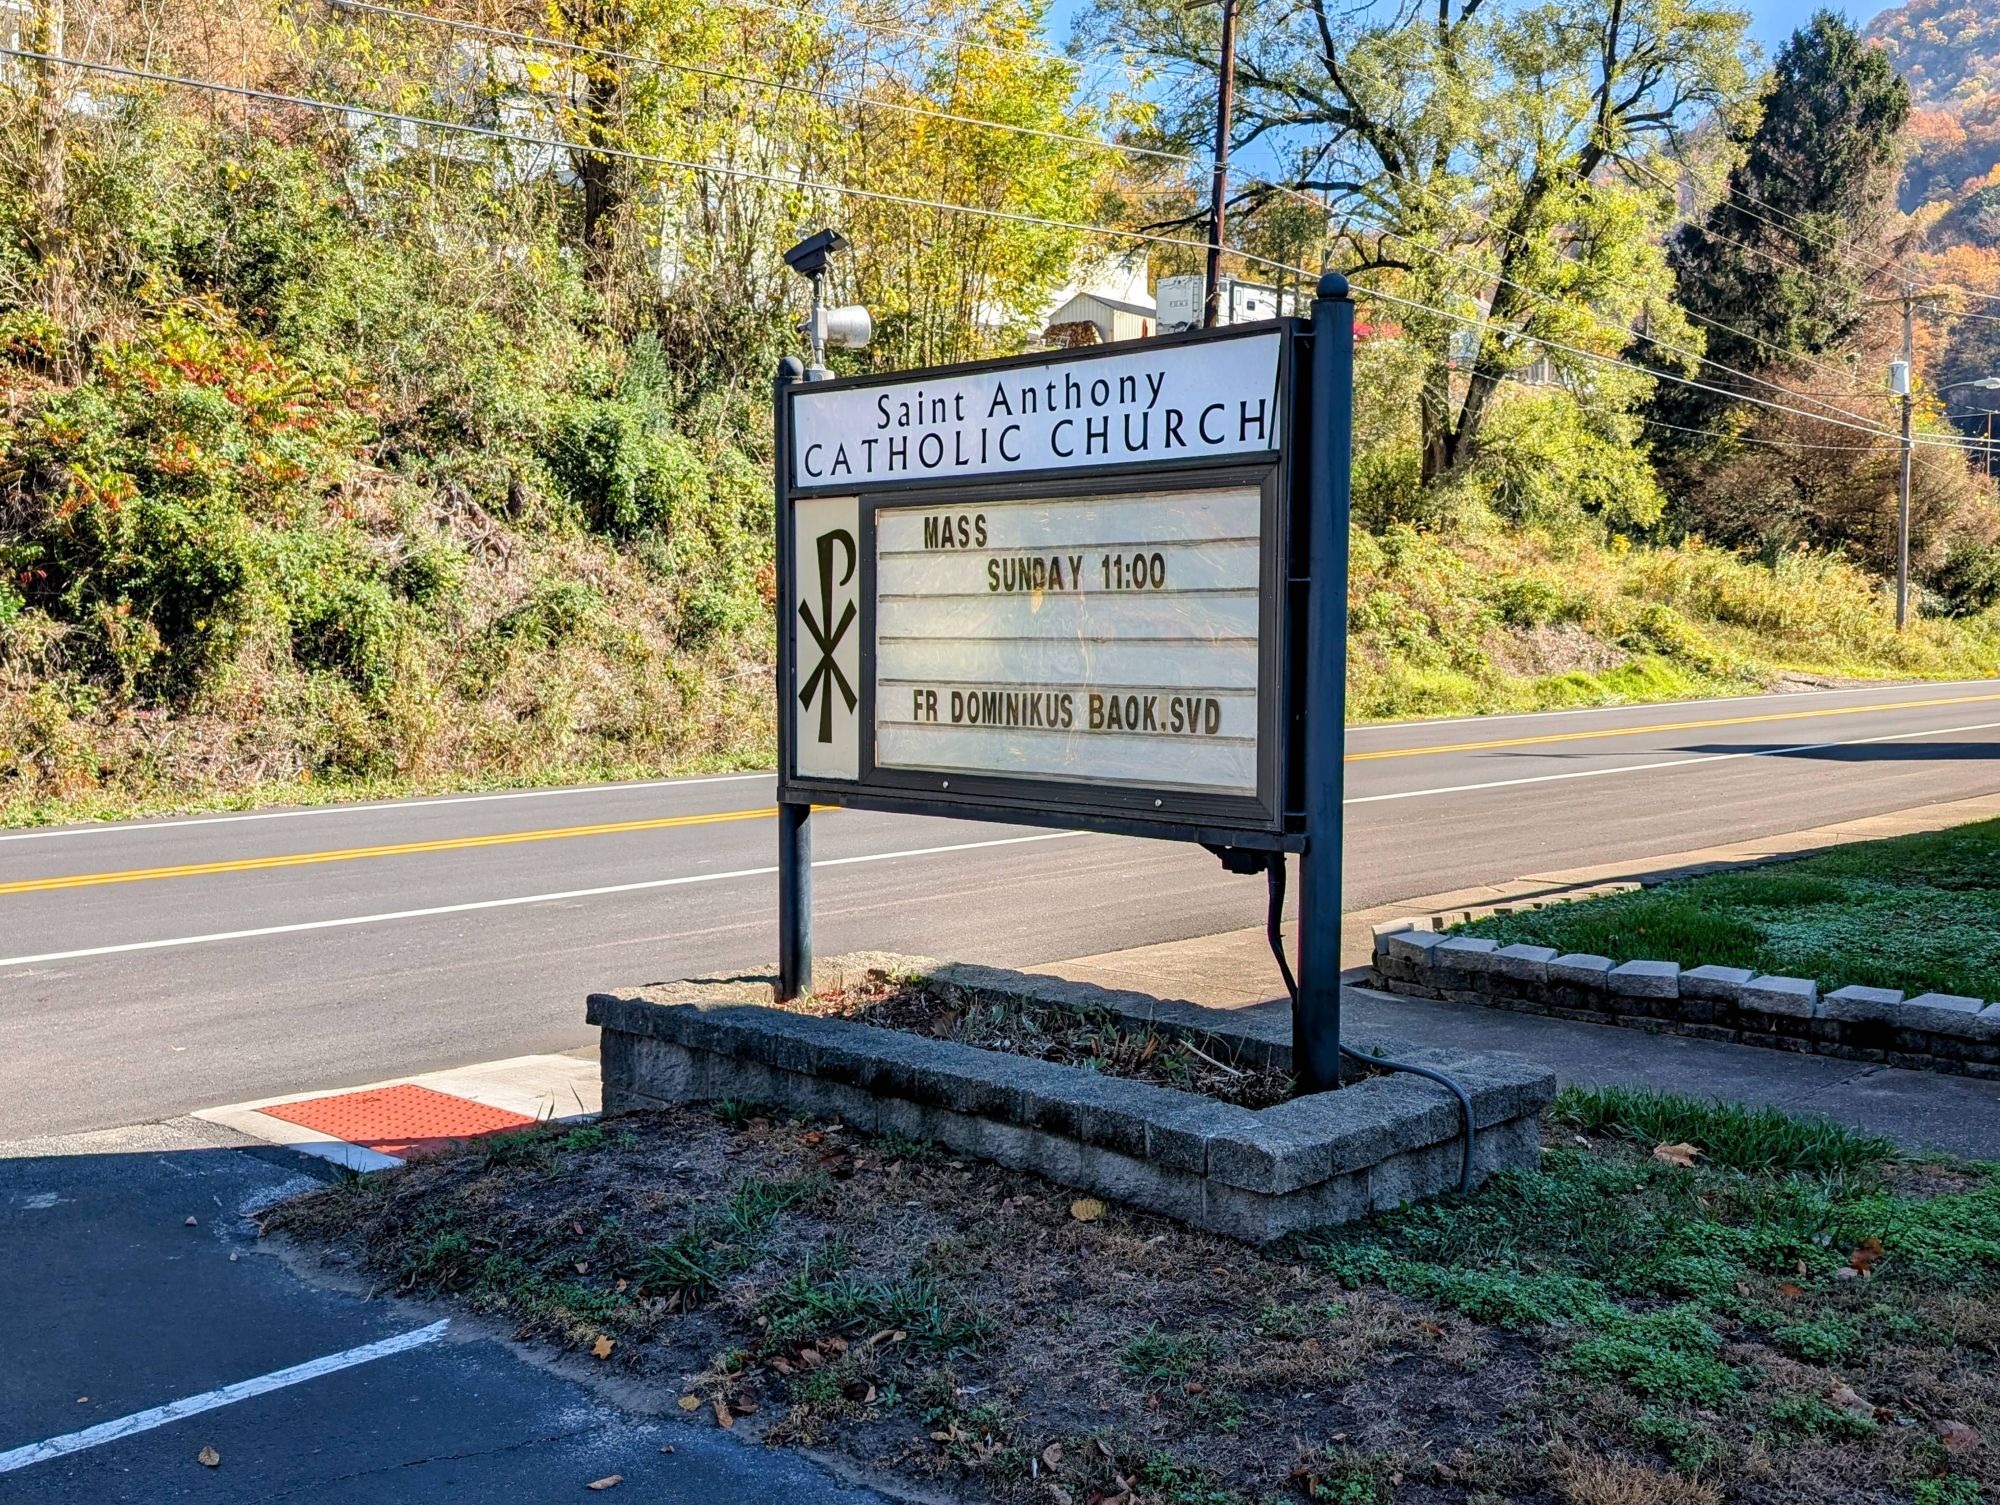 Saint Anthony
CATHOLIC CHURCH
MASS
SUNDAY 11:00
FR DOMINIKUS BAOK.SVD